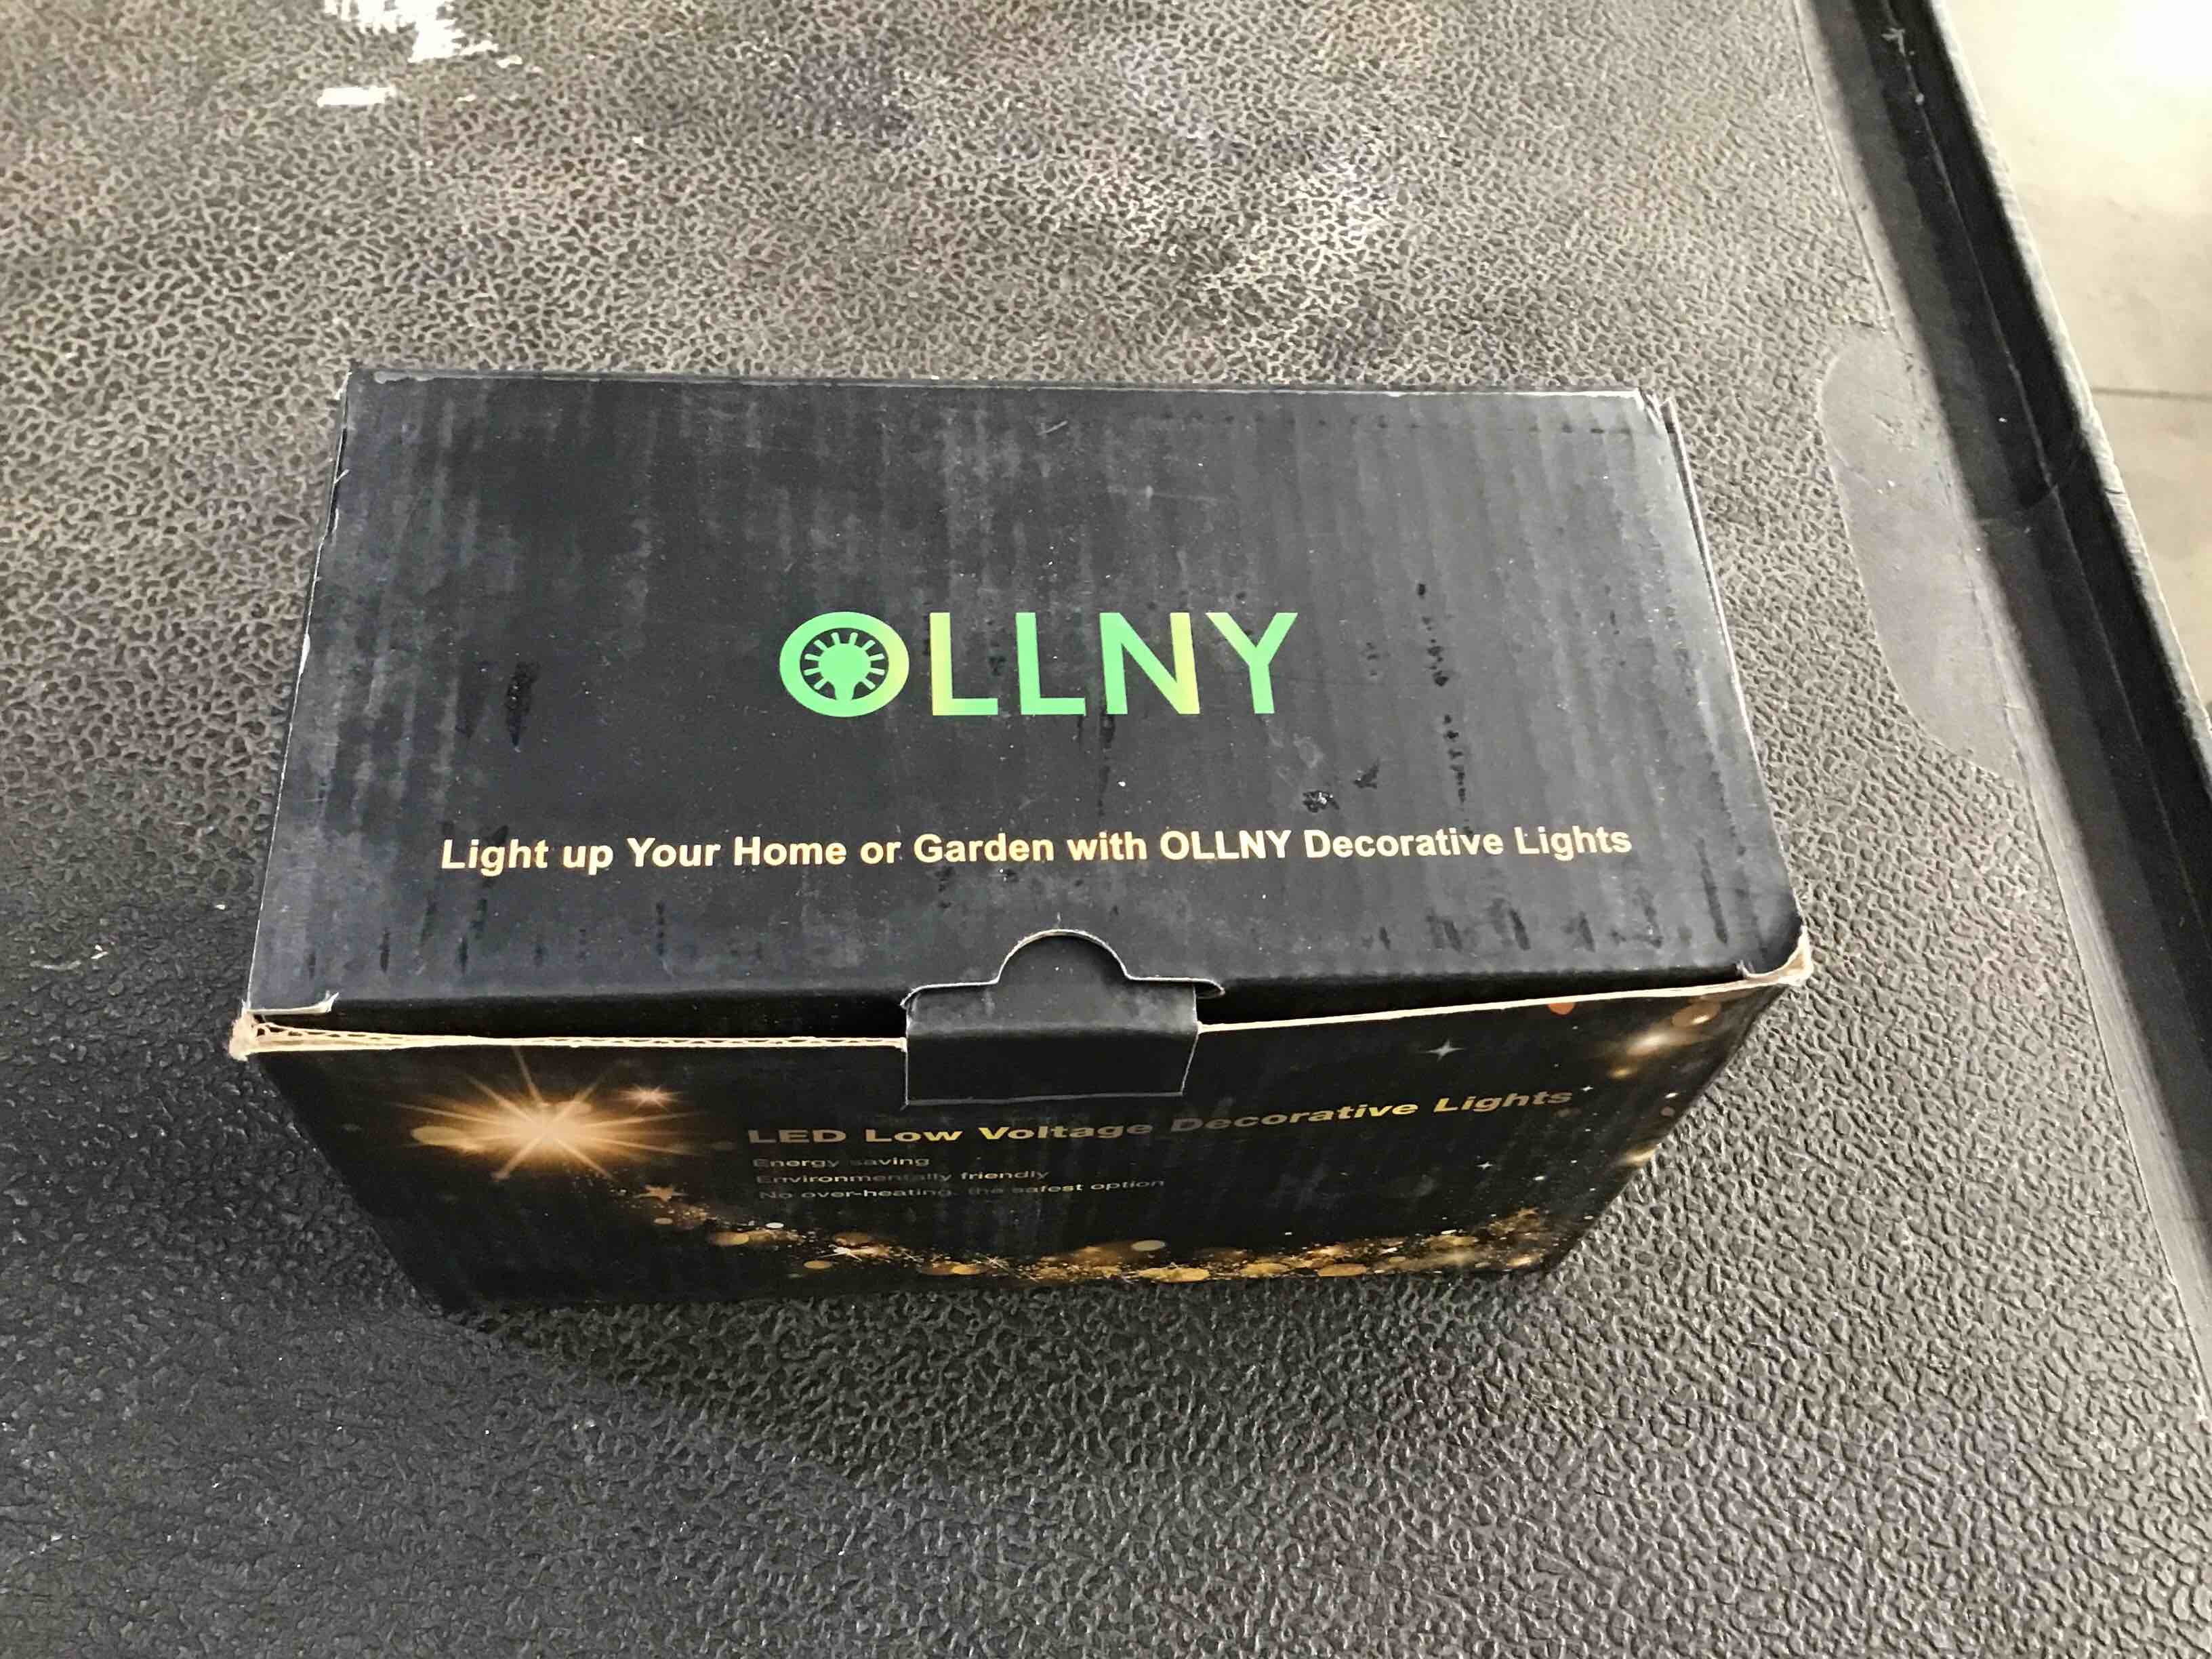 OLLNY
Light up Your Home or Garden with OLLNY Decorative Lights
LED Low Voltage Decorative Lights
Energy saving
Environmentally friendly
No over-heating, the safest option